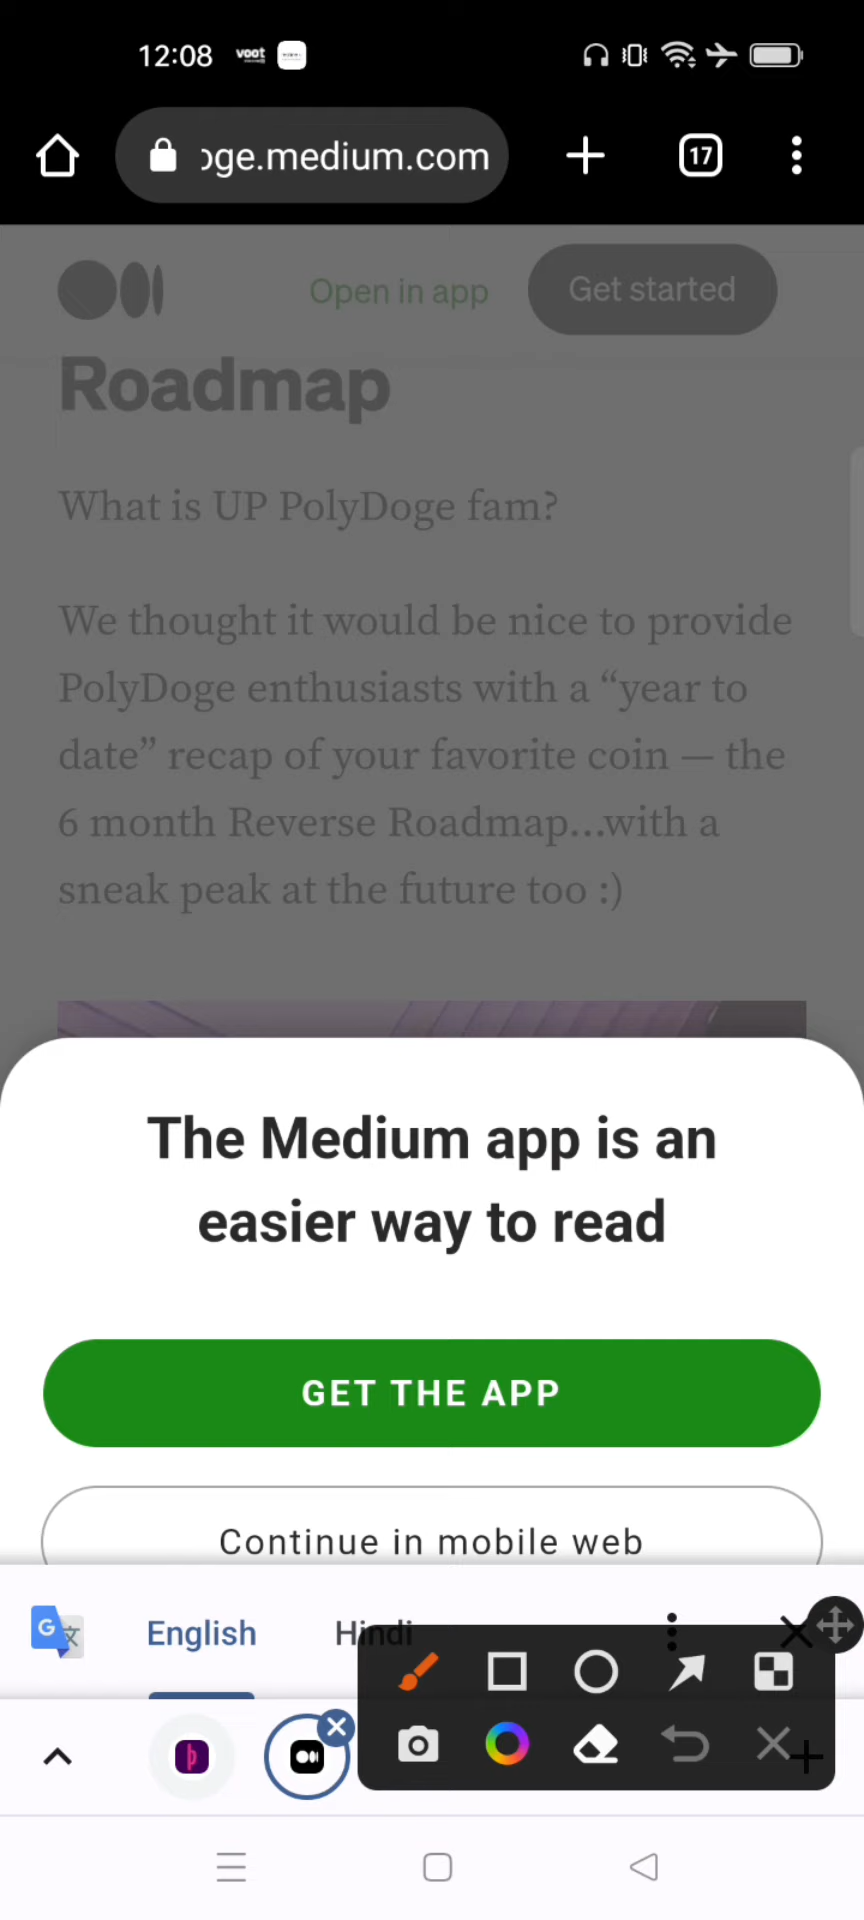 12:08 voot
17
oge.medium.com
Open in app
Get started
Roadmap
What is UP PolyDoge fam?
We thought it would be nice to provide
PolyDoge enthusiasts with a “year to
date” recap of your favorite coin — the
6 month Reverse Roadmap...with a
sneak peak at the future too :)
The Medium app is an
easier way to read
GET THE APP
Continue in mobile web
English
Hindi